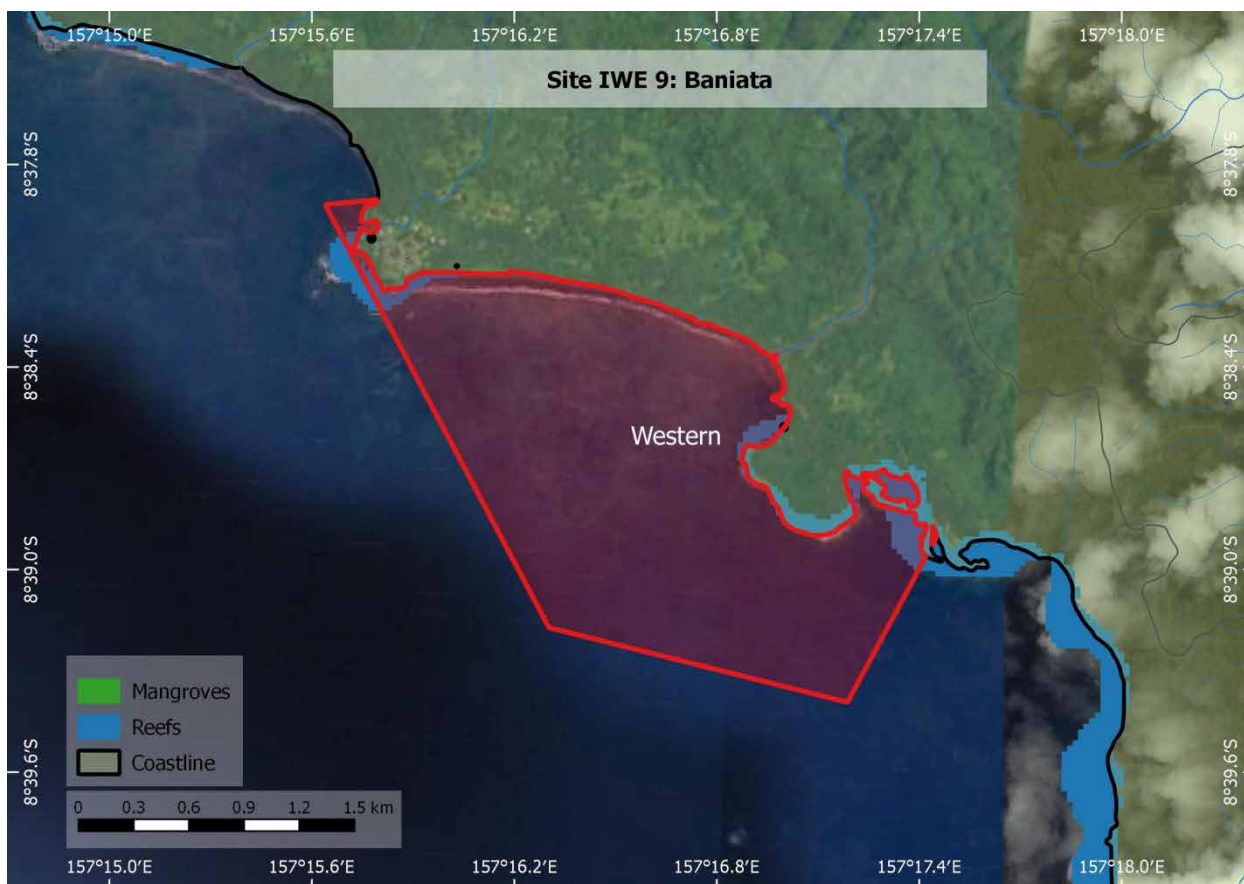 157°15.0′E 157°15.6′E 157°16.2′E 157°16.8′E 157°17.4′E 157°18.0′E
Site IWE 9: Baniata
8°37.8′S 8°37.8′S
8°38.4′S 8°38.4′S
Western
8°39.0′S 8°39.0′S
Mangroves
Reefs
Coastline
8°39.6′S 8°39.6′S
0 0.3 0.6 0.9 1.2 1.5 km
157°15.0′E 157°15.6′E 157°16.2′E 157°16.8′E 157°17.4′E 157°18.0′E